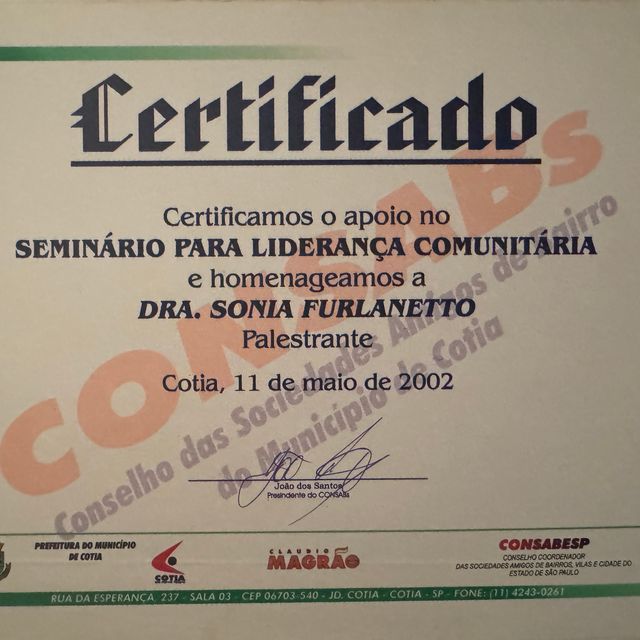 Certificado
CONSABs
Conselho das Sociedades Amigos de Bairro
do Município de Cotia
Certificamos o apoio no
SEMINÁRIO PARA LIDERANÇA COMUNITÁRIA
e homenageamos a
DRA. SONIA FURLANETTO
Palestrante
Cotia, 11 de maio de 2002
João dos Santos
Presindente do CONSABs
PREFEITURA DO MUNICÍPIO
DE COTIA
COTIA
CLAUDIO
MAGRÃO
CONSABESP
CONSELHO COORDENADOR
DAS SOCIEDADES AMIGOS DE BAIRROS, VILAS E CIDADE DO
ESTADO DE SÃO PAULO
RUA DA ESPERANÇA, 237 - SALA 03 - CEP 06703-540 - JD. COTIA - COTIA - SP - FONE: (11) 4243-0261